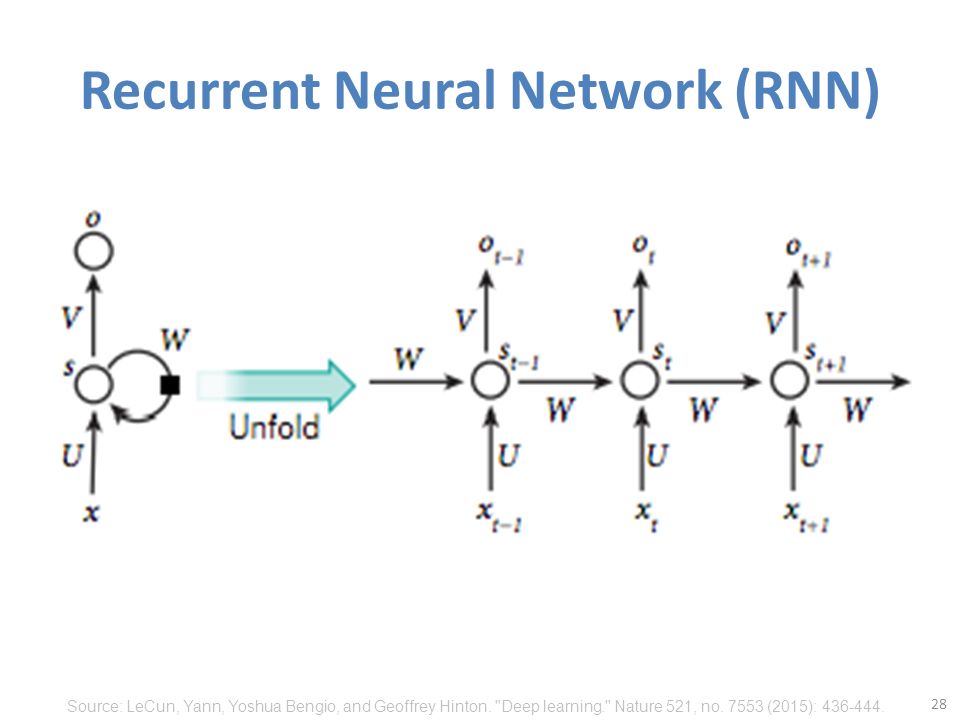 Recurrent Neural Network (RNN)
o
V
W
s
U
x
Unfold
o_{t-1} o_t o_{t+1}
V V V
W s_{t-1} s_t s_{t+1}
W W W
U U U
x_{t-1} x_t x_{t+1}
Source: LeCun, Yann, Yoshua Bengio, and Geoffrey Hinton. "Deep learning." Nature 521, no. 7553 (2015): 436-444.
28